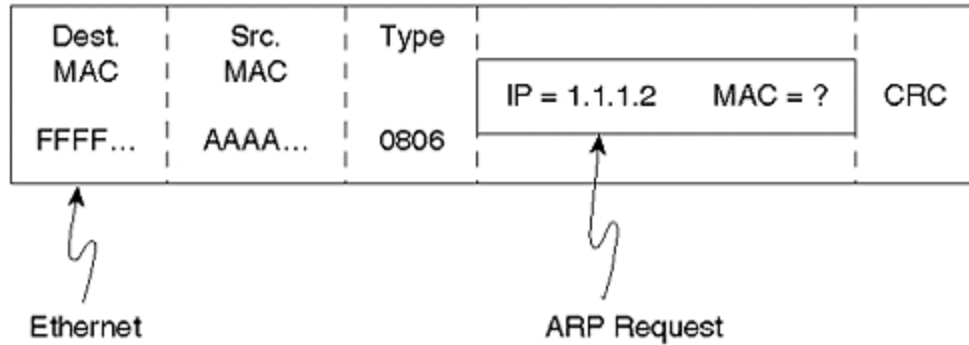 Dest. Src. Type
MAC MAC
IP = 1.1.1.2 MAC = ? CRC
FFFF... AAAA... 0806
Ethernet ARP Request